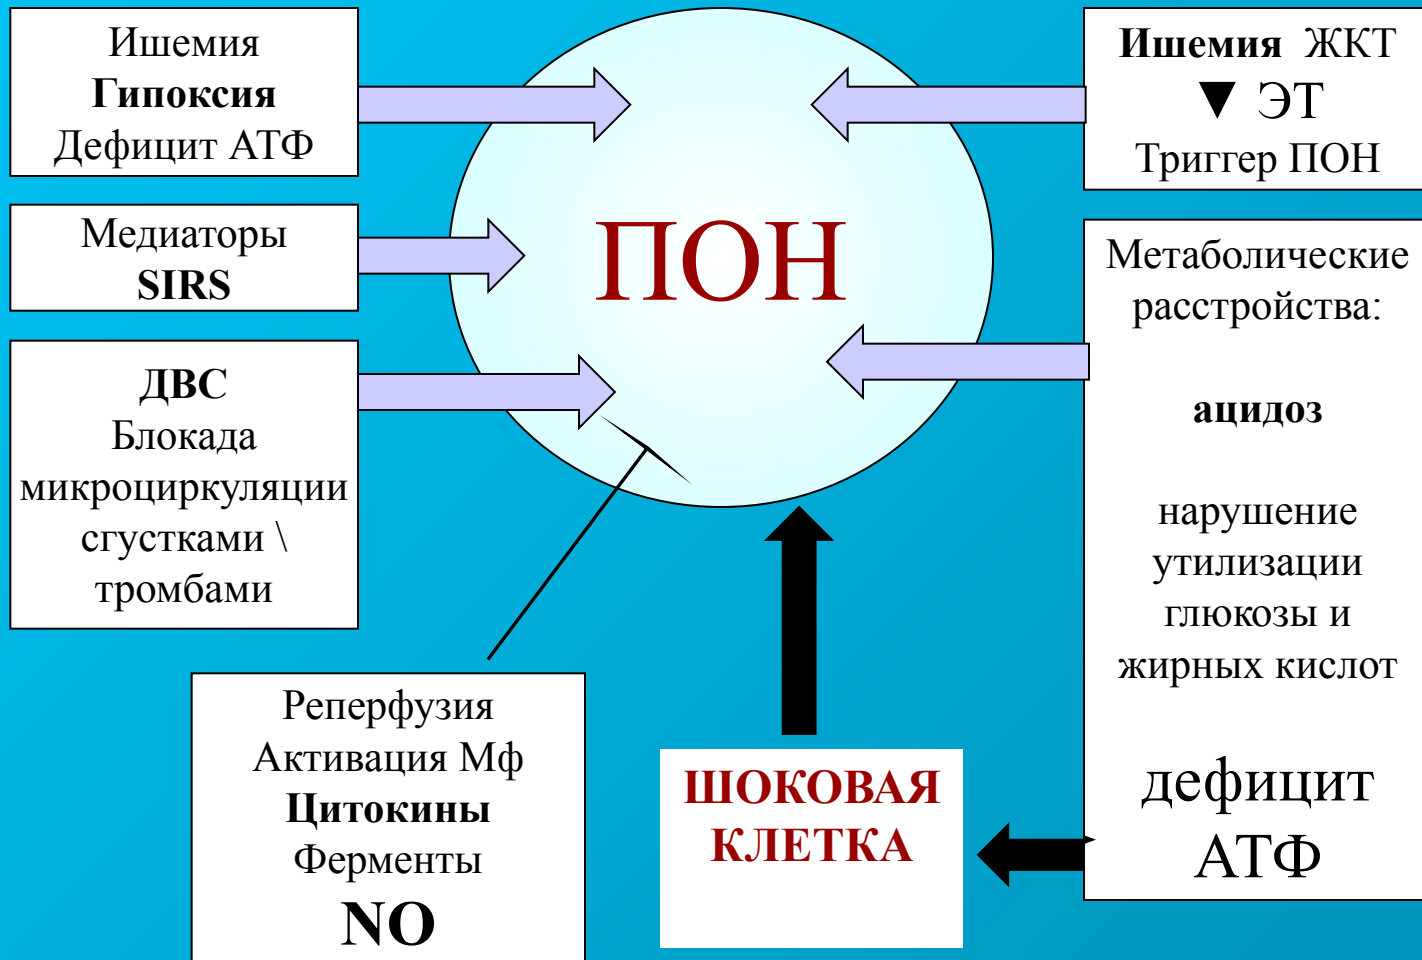 Ишемия
Гипоксия
Дефицит АТФ
Медиаторы
SIRS
ДВС
Блокада
микроциркуляции
сгустками \
тромбами
ПОН
Ишемия ЖКТ
▼ ЭТ
Триггер ПОН
Метаболические
расстройства:
ацидоз
нарушение
утилизации
глюкозы и
жирных кислот
дефицит
АТФ
Реперфузия
Активация Мф
Цитокины
Ферменты
NO
ШОКОВАЯ
КЛЕТКА